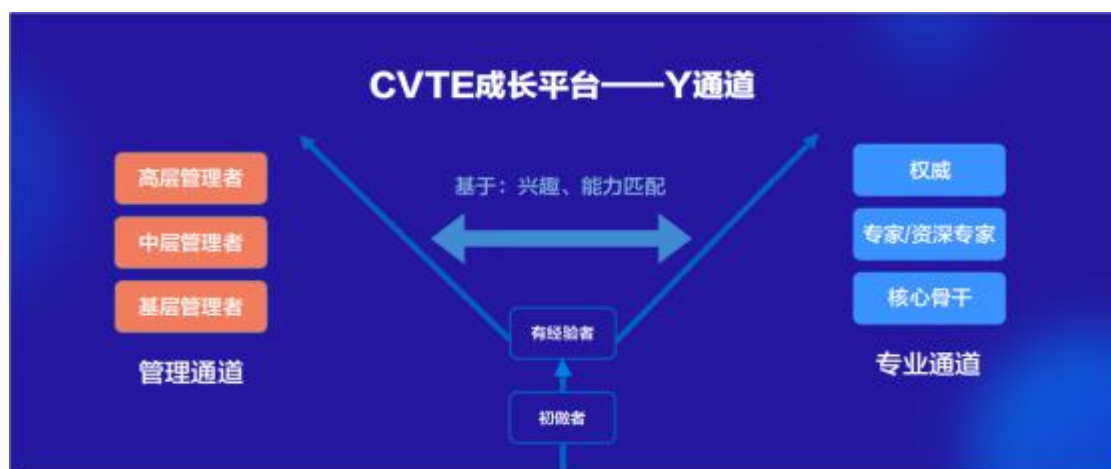 CVTE成长平台——Y通道
高层管理者
中层管理者
基层管理者
管理通道
基于：兴趣、能力匹配
有经验者
初做者
权威
专家/资深专家
核心骨干
专业通道